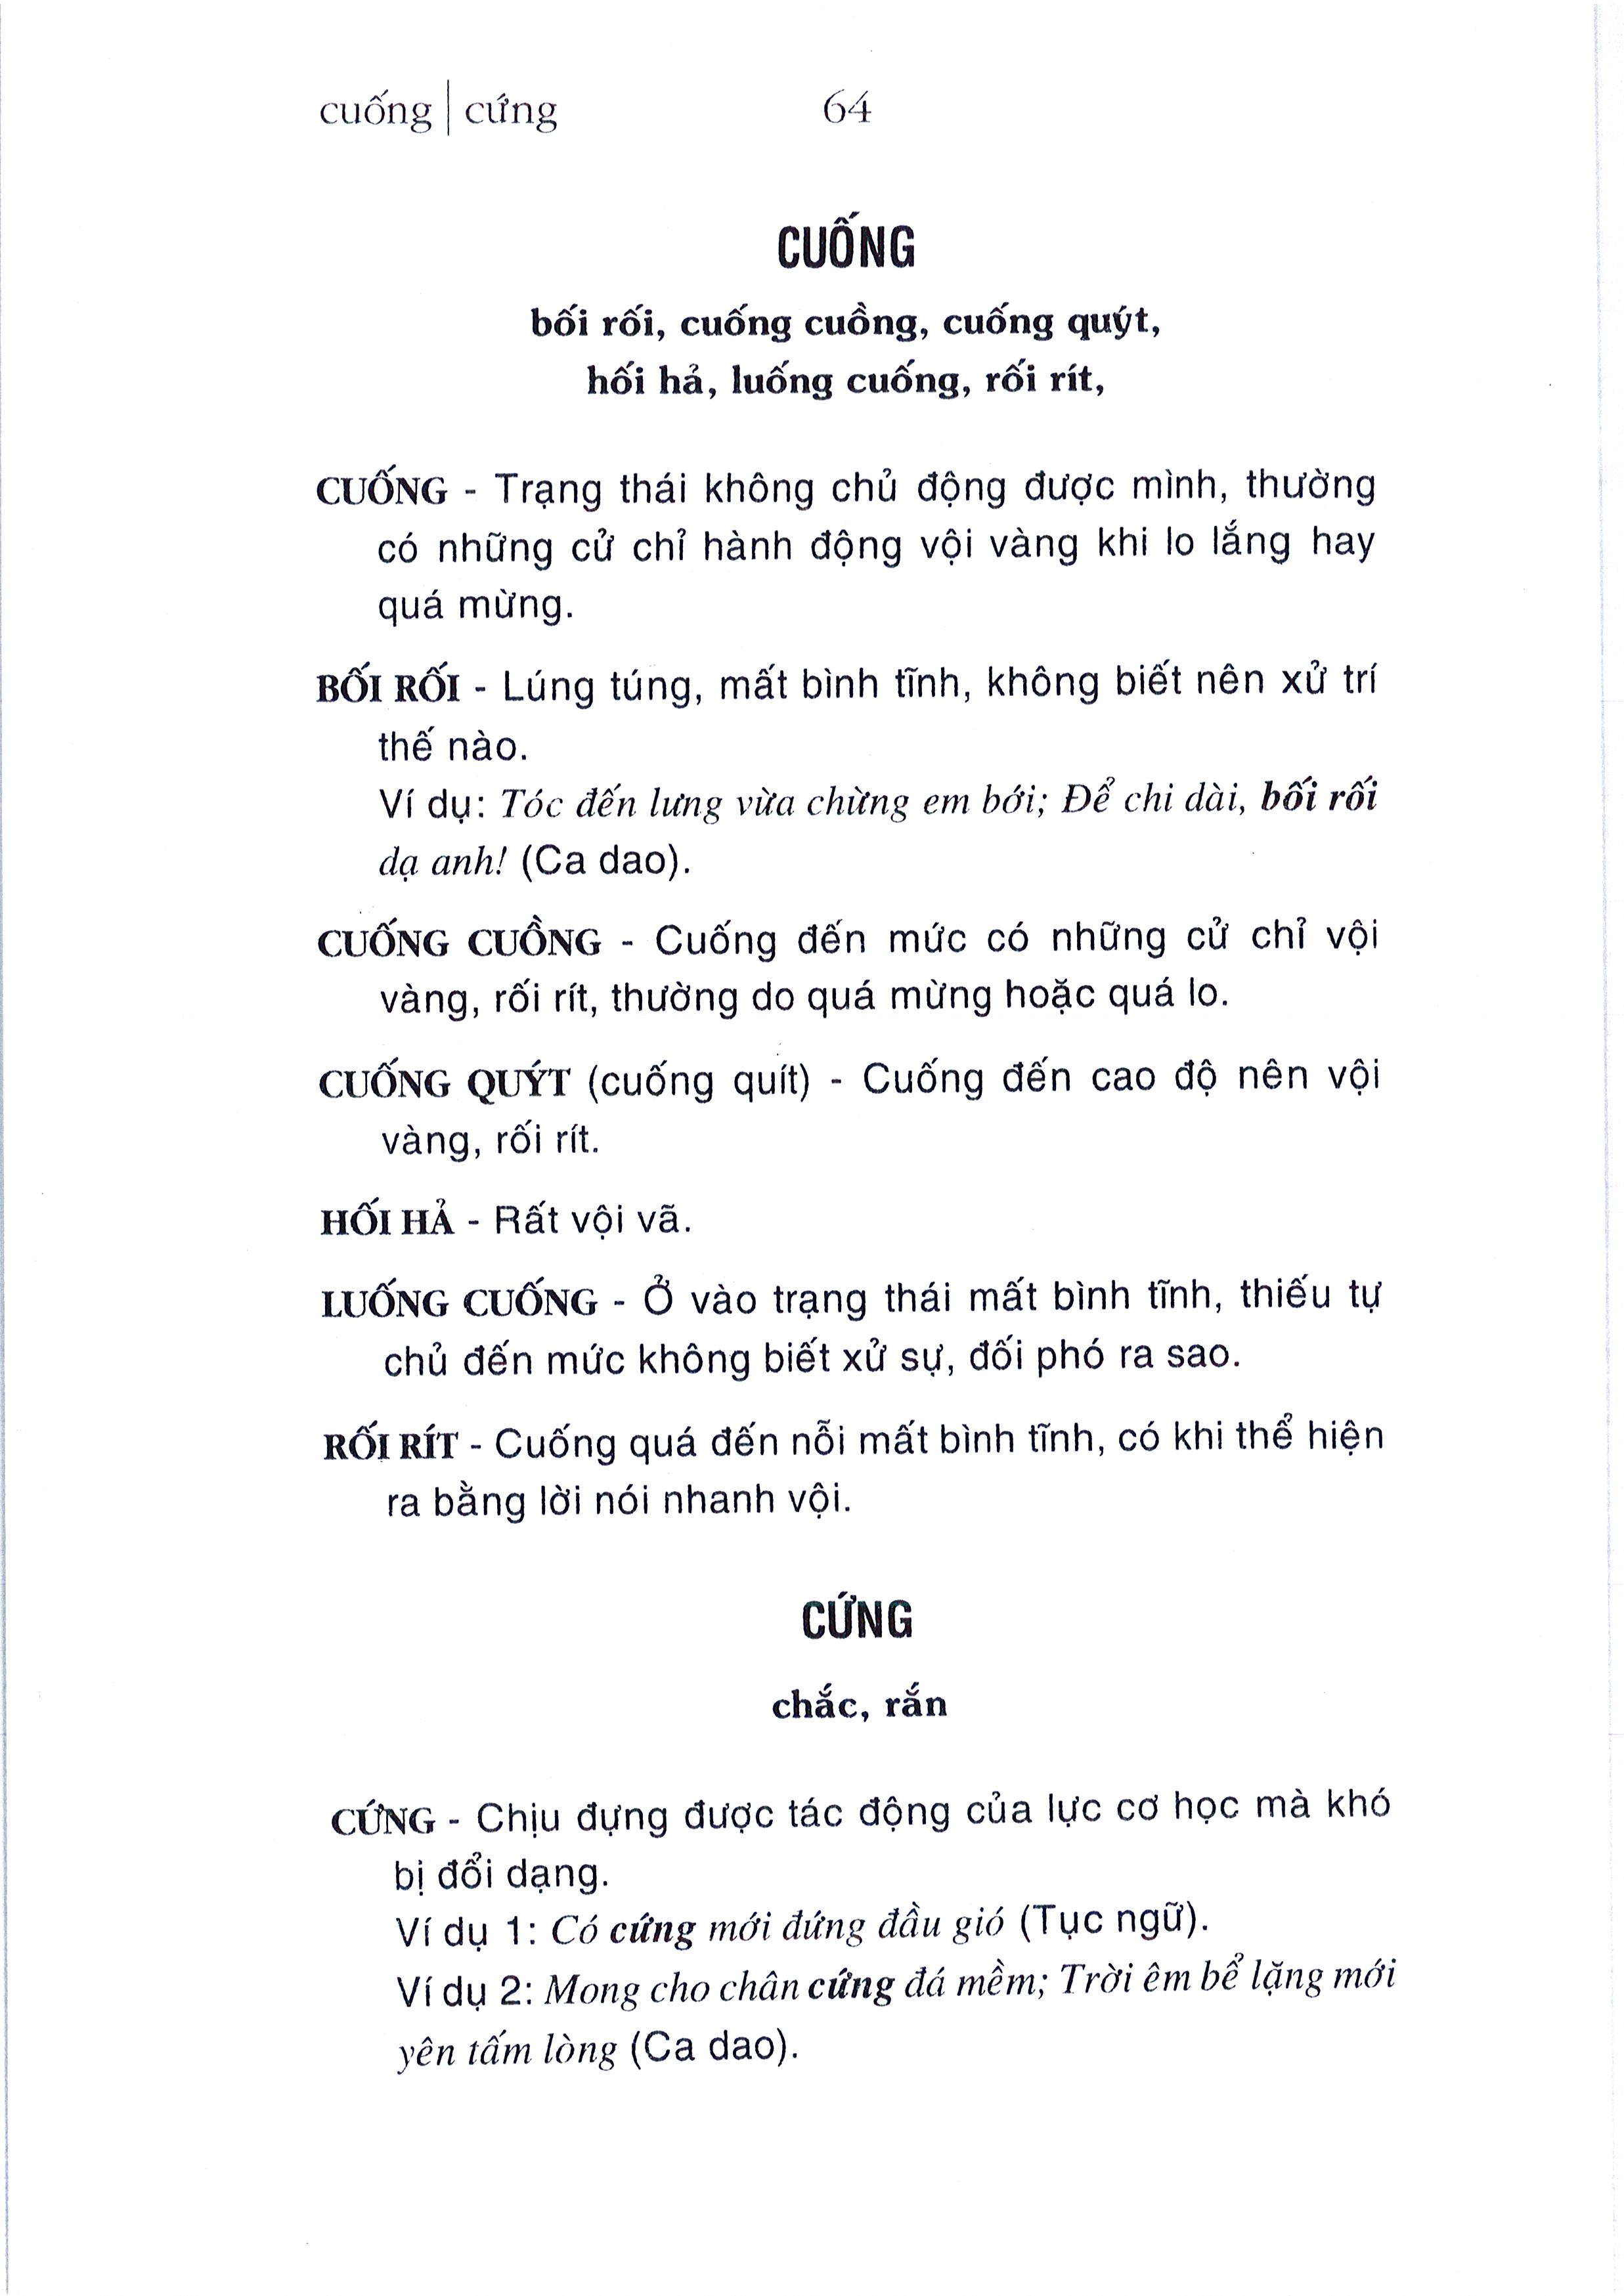 cuống | cứng 64
CUỐNG
bối rối, cuống cuồng, cuống quýt,
hối hả, luống cuống, rối rít,
CUỐNG - Trạng thái không chủ động được mình, thường
có những cử chỉ hành động vội vàng khi lo lắng hay
quá mừng.
BỐI RỐI - Lúng túng, mất bình tĩnh, không biết nên xử trí
thế nào.
Ví dụ: Tóc đến lưng vừa chừng em bới; Để chi dài, bối rối
dạ anh! (Ca dao).
CUỐNG CUỒNG - Cuống đến mức có những cử chỉ vội
vàng, rối rít, thường do quá mừng hoặc quá lo.
CUỐNG QUÝT (cuống quít) - Cuống đến cao độ nên vội
vàng, rối rít.
HỐI HẢ - Rất vội vã.
LUỐNG CUỐNG - Ở vào trạng thái mất bình tĩnh, thiếu tự
chủ đến mức không biết xử sự, đối phó ra sao.
RỐI RÍT - Cuống quá đến nỗi mất bình tĩnh, có khi thể hiện
ra bằng lời nói nhanh vội.
CỨNG
chắc, rắn
CỨNG - Chịu đựng được tác động của lực cơ học mà khó
bị đổi dạng.
Ví dụ 1: Có cứng mới đứng đầu gió (Tục ngữ).
Ví dụ 2: Mong cho chân cứng đá mềm; Trời êm bể lặng mới
yên tấm lòng (Ca dao).